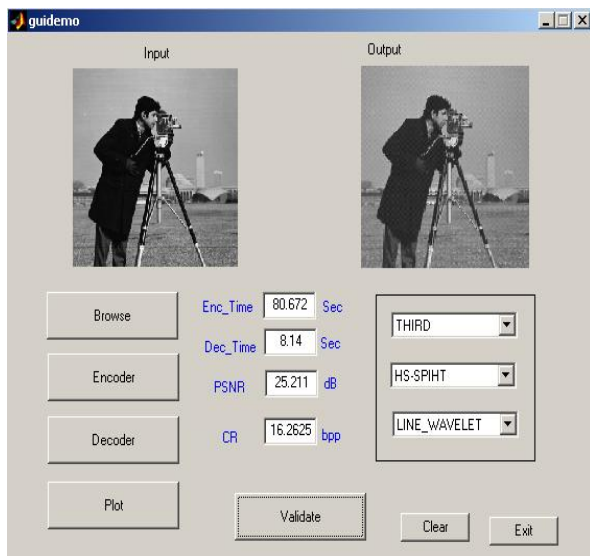 guidemo
Input
Output
Browse
Enc_Time 80.672 Sec
THIRD
Dec_Time 8.14 Sec
Encoder
PSNR 25.211 dB
HS-SPIHT
Decoder
CR 16.2625 bpp
LINE_WAVELET
Plot
Validate
Clear
Exit